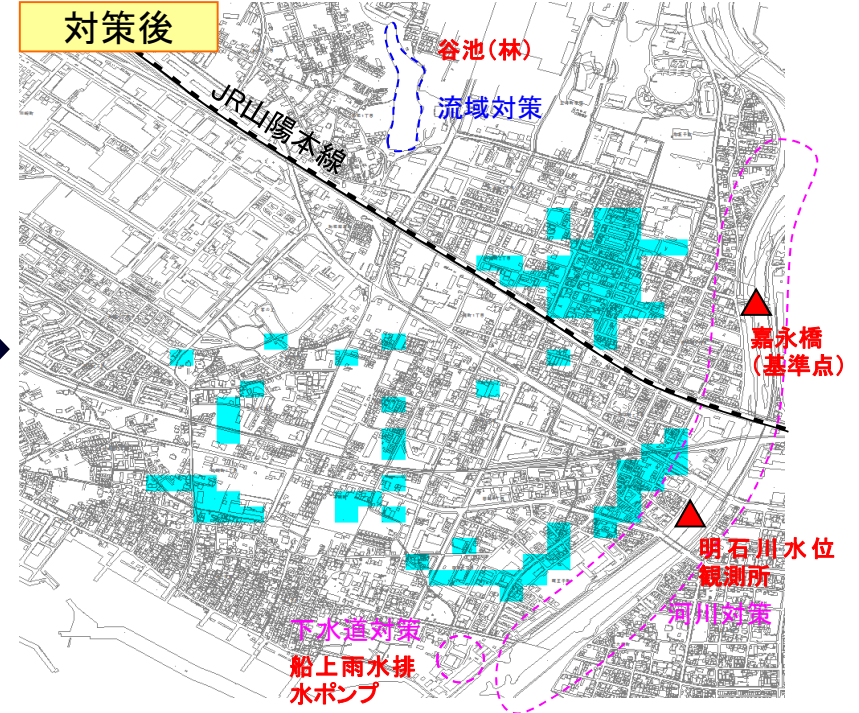 対策後
谷池(林)
流域対策
JR山陽本線
嘉永橋
(基準点)
明石川水位
観測所
河川対策
下水道対策
船上雨水排
水ポンプ